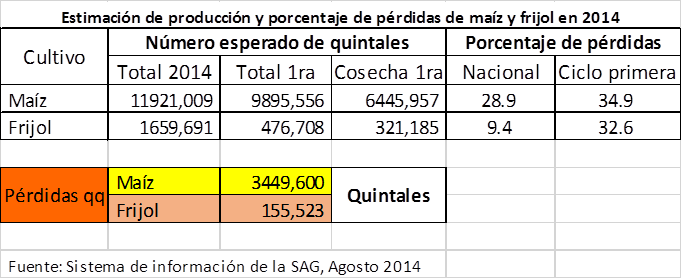 Estimación de producción y porcentaje de pérdidas de maíz y frijol en 2014
Cultivo Número esperado de quintales Porcentaje de pérdidas
Total 2014 Total 1ra Cosecha 1ra Nacional Ciclo primera
Maíz 11921,009 9895,556 6445,957 28.9 34.9
Frijol 1659,691 476,708 321,185 9.4 32.6
Pérdidas qq Maíz 3449,600 Quintales
Frijol 155,523
Fuente: Sistema de información de la SAG, Agosto 2014